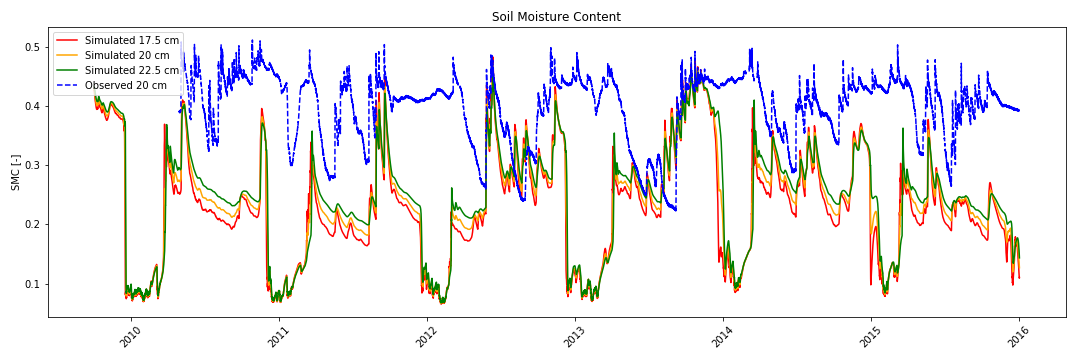 Soil Moisture Content
Simulated 17.5 cm
Simulated 20 cm
Simulated 22.5 cm
Observed 20 cm
SMC [-]
0.5
0.4
0.3
0.2
0.1
2010
2011
2012
2013
2014
2015
2016